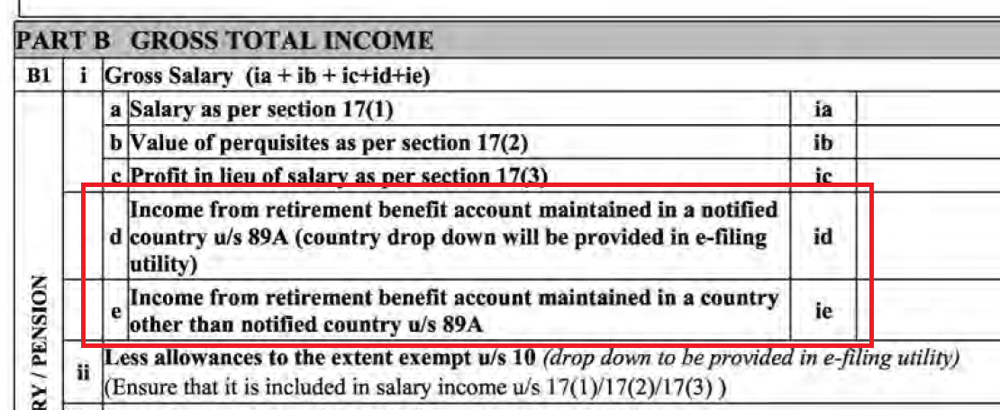 PART B GROSS TOTAL INCOME
B1 i Gross Salary (ia + ib + ic+id+ie)
a Salary as per section 17(1) ia
b Value of perquisites as per section 17(2) ib
c Profit in lieu of salary as per section 17(3) ic
Income from retirement benefit account maintained in a notified
d country u/s 89A (country drop down will be provided in e-filing id
utility)
Income from retirement benefit account maintained in a country
e other than notified country u/s 89A ie
ii Less allowances to the extent exempt u/s 10 (drop down to be provided in e-filing utility)
(Ensure that it is included in salary income u/s 17(1)/17(2)/17(3) )
RY / PENSION